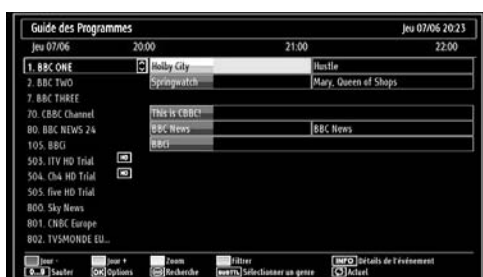 Guide des Programmes Jeu 07/06 20:23
Jeu 07/06 20:00 21:00 22:00
1. BBC ONE Holby City Hustle
2. BBC TWO Springwatch Mary, Queen of Shops
7. BBC THREE
70. CBBC Channel This is CBBC!
80. BBC NEWS 24 BBC News BBC News
105. BBCi BBCi
503. ITV HD Trial HD
504. Ch4 HD Trial HD
505. five HD Trial
800. Sky News
801. CNBC Europe
802. TV5MONDE EU...
Jour - Jour + Zoom Filtrer INFO Détails de l'événement
0...9 Sauter OK Options Recherche SUBTTL Sélectionner un genre Actuel